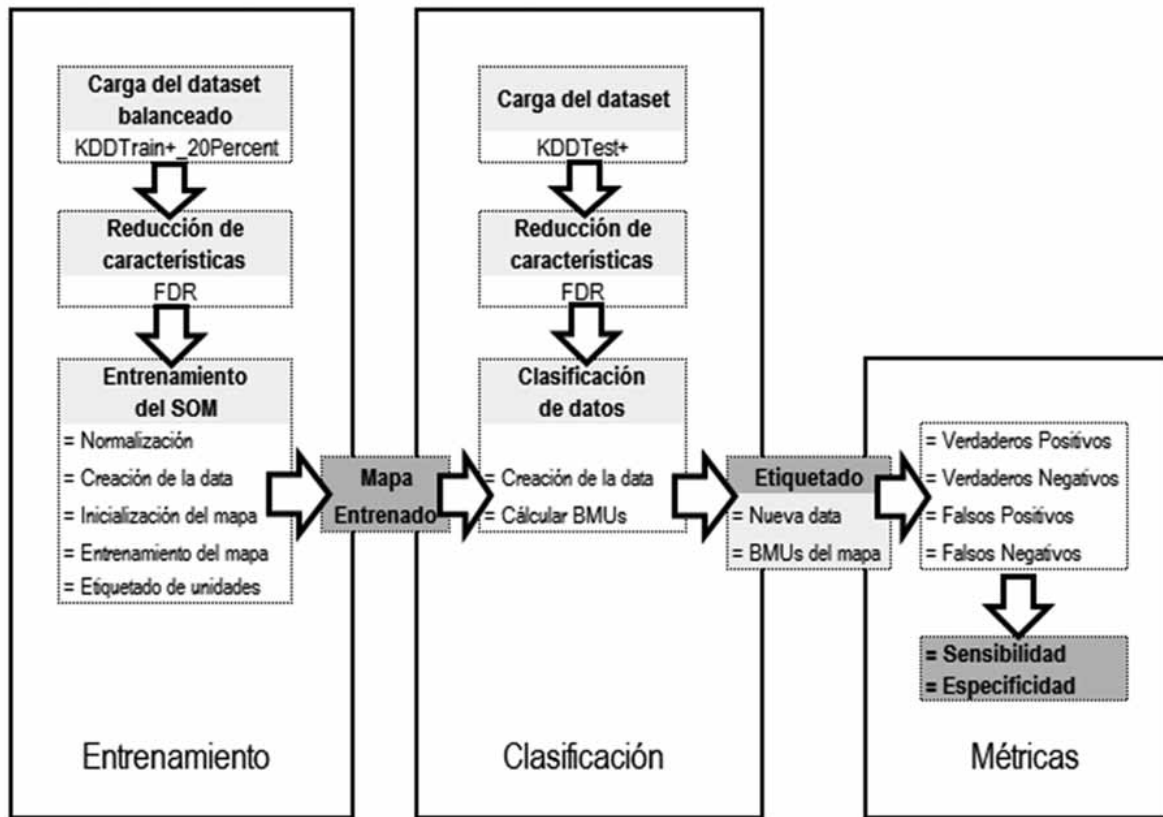 Carga del dataset
balanceado
KDDTrain+_20Percent
Reducción de
características
FDR
Entrenamiento
del SOM
= Normalización
= Creación de la data
= Inicialización del mapa
= Entrenamiento del mapa
= Etiquetado de unidades
Entrenamiento
Mapa
Entrenado
Carga del dataset
KDDTest+
Reducción de
características
FDR
Clasificación
de datos
= Creación de la data
= Cálcular BMUs
Clasificación
Etiquetado
= Nueva data
= BMUs del mapa
= Verdaderos Positivos
= Verdaderos Negativos
= Falsos Positivos
= Falsos Negativos
= Sensibilidad
= Especificidad
Métricas